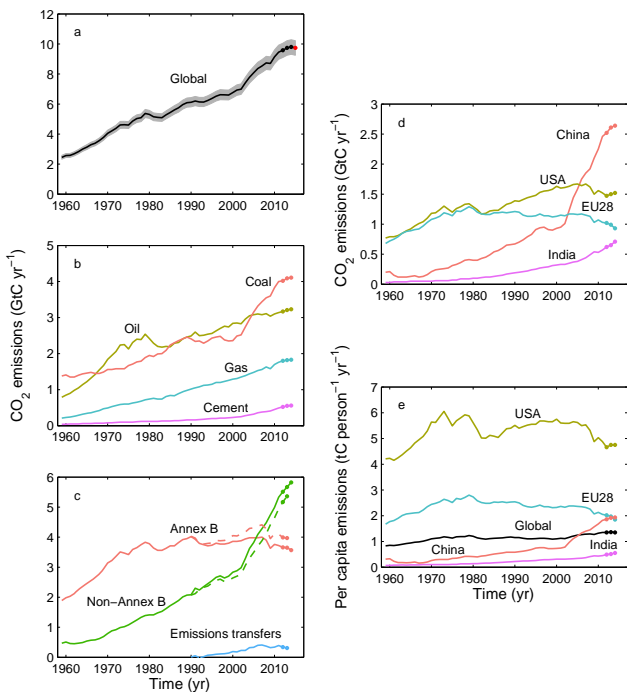 a
Global
12
10
8
6
4
2
0
1960 1970 1980 1990 2000 2010
b
Coal
Oil
Gas
Cement
5
4
3
2
1
0
1960 1970 1980 1990 2000 2010
CO2 emissions (GtC yr−1)
c
Annex B
Non−Annex B
Emissions transfers
6
5
4
3
2
1
0
1960 1970 1980 1990 2000 2010
Time (yr)
d
China
USA
EU28
India
3
2.5
2
1.5
1
0.5
0
1960 1970 1980 1990 2000 2010
CO2 emissions (GtC yr−1)
e
USA
EU28
Global
China
India
7
6
5
4
3
2
1
0
1960 1970 1980 1990 2000 2010
Per capita emissions (tC person−1 yr−1)
Time (yr)